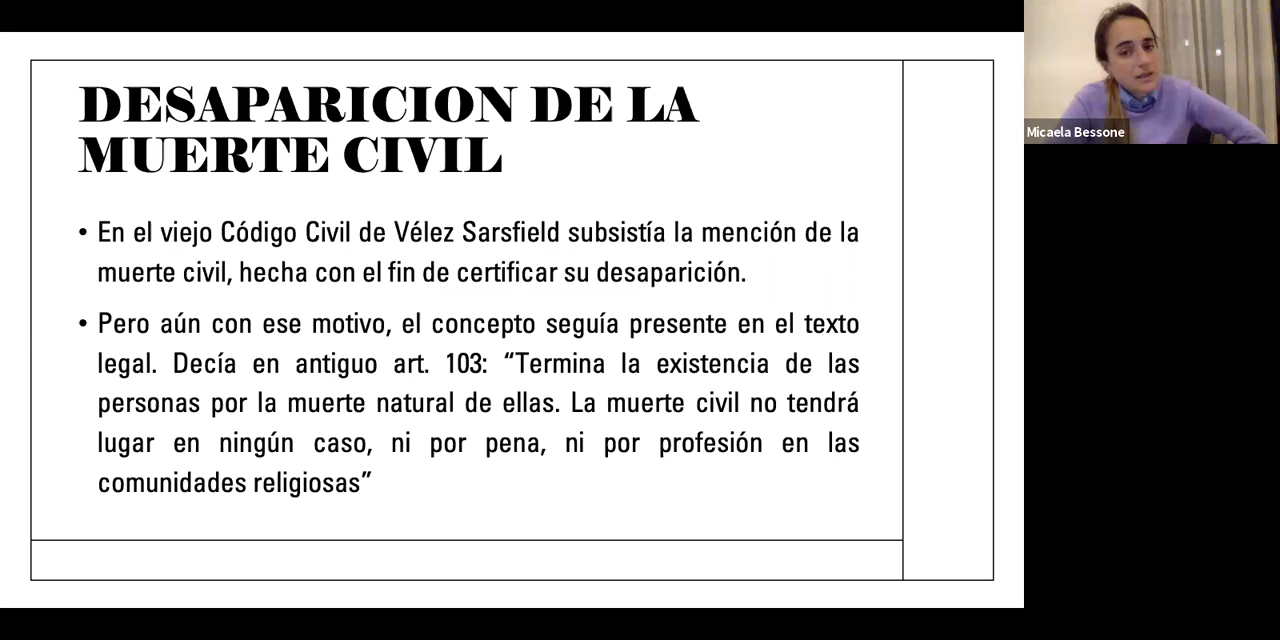 DESAPARICION DE LA
MUERTE CIVIL
• En el viejo Código Civil de Vélez Sarsfield subsistía la mención de la
muerte civil, hecha con el fin de certificar su desaparición.
• Pero aún con ese motivo, el concepto seguía presente en el texto
legal. Decía en antiguo art. 103: “Termina la existencia de las
personas por la muerte natural de ellas. La muerte civil no tendrá
lugar en ningún caso, ni por pena, ni por profesión en las
comunidades religiosas”
Micaela Bessone